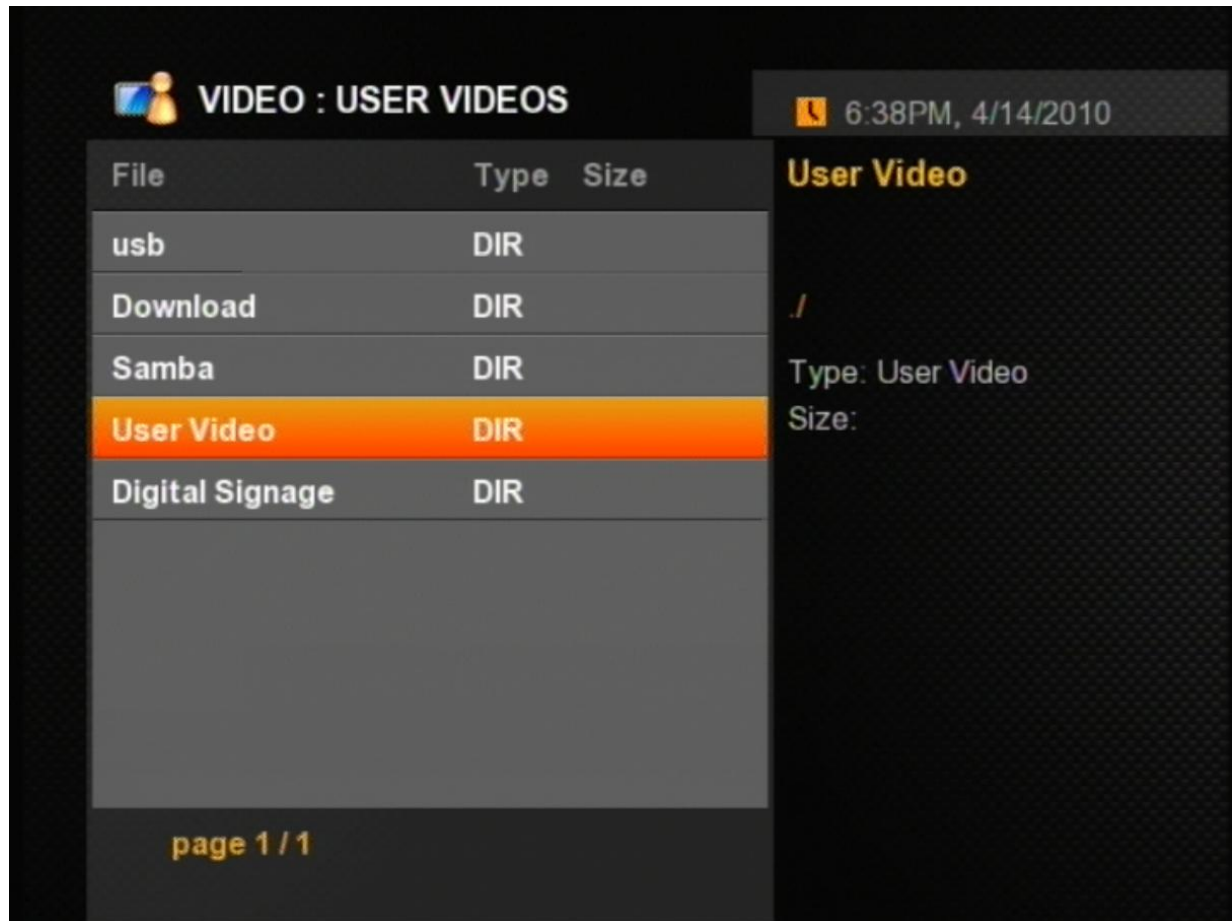 VIDEO : USER VIDEOS
6:38PM, 4/14/2010
File Type Size
usb DIR
Download DIR
Samba DIR
User Video DIR
Digital Signage DIR
page 1 / 1
User Video
./
Type: User Video
Size: